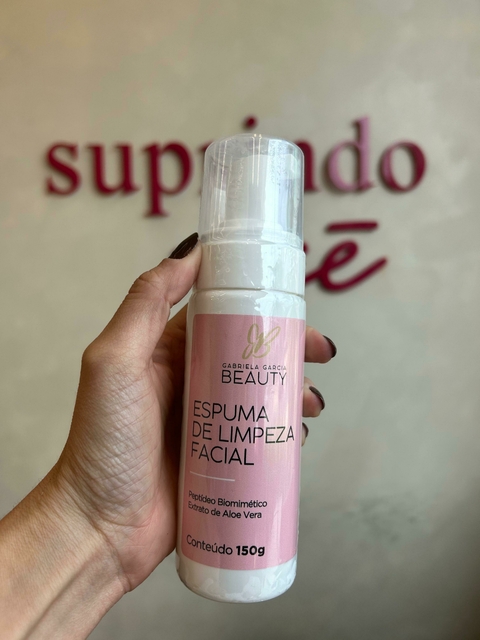 GABRIELA GARCIA
BEAUTY
ESPUMA
DE LIMPEZA
FACIAL
Peptídeo Biomimético
Extrato de Aloe Vera
Conteúdo 150g